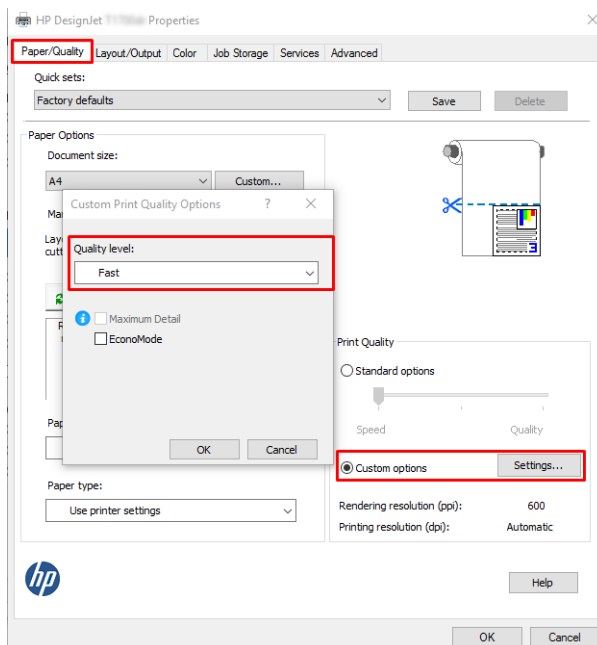 HP DesignJet Properties
Paper/Quality Layout/Output Color Job Storage Services Advanced
Quick sets:
Factory defaults
Save
Delete
Paper Options
Document size:
A4
Custom...
Custom Print Quality Options ?
Quality level:
Fast
Maximum Detail
EconoMode
OK
Cancel
Paper type:
Use printer settings
3
Print Quality
Standard options
Speed Quality
Custom options
Settings...
Rendering resolution (ppi): 600
Printing resolution (dpi): Automatic
hp
Help
OK
Cancel